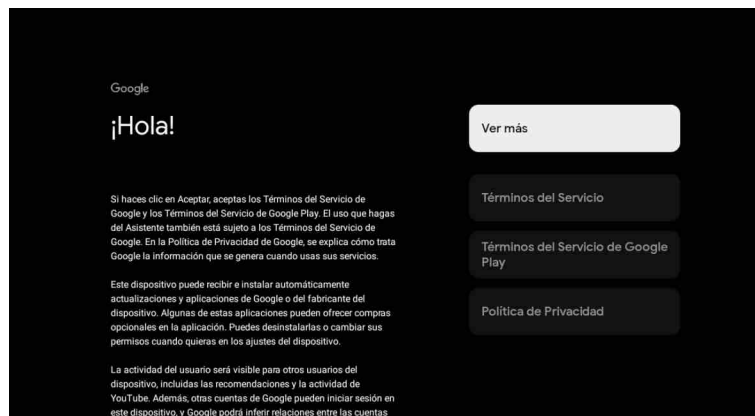 Google
¡Hola!
Si haces clic en Aceptar, aceptas los Términos del Servicio de
Google y los Términos del Servicio de Google Play. El uso que hagas
del Asistente también está sujeto a los Términos del Servicio de
Google. En la Política de Privacidad de Google, se explica cómo trata
Google la información que se genera cuando usas sus servicios.
Este dispositivo puede recibir e instalar automáticamente
actualizaciones y aplicaciones de Google o del fabricante del
dispositivo. Algunas de estas aplicaciones pueden ofrecer compras
opcionales en la aplicación. Puedes desinstalarlas o cambiar sus
permisos cuando quieras en los ajustes del dispositivo.
La actividad del usuario será visible para otros usuarios del
dispositivo, incluidas las recomendaciones y la actividad de
YouTube. Además, otras cuentas de Google pueden iniciar sesión en
este dispositivo, y Google podrá inferir relaciones entre las cuentas
Ver más
Términos del Servicio
Términos del Servicio de Google
Play
Política de Privacidad